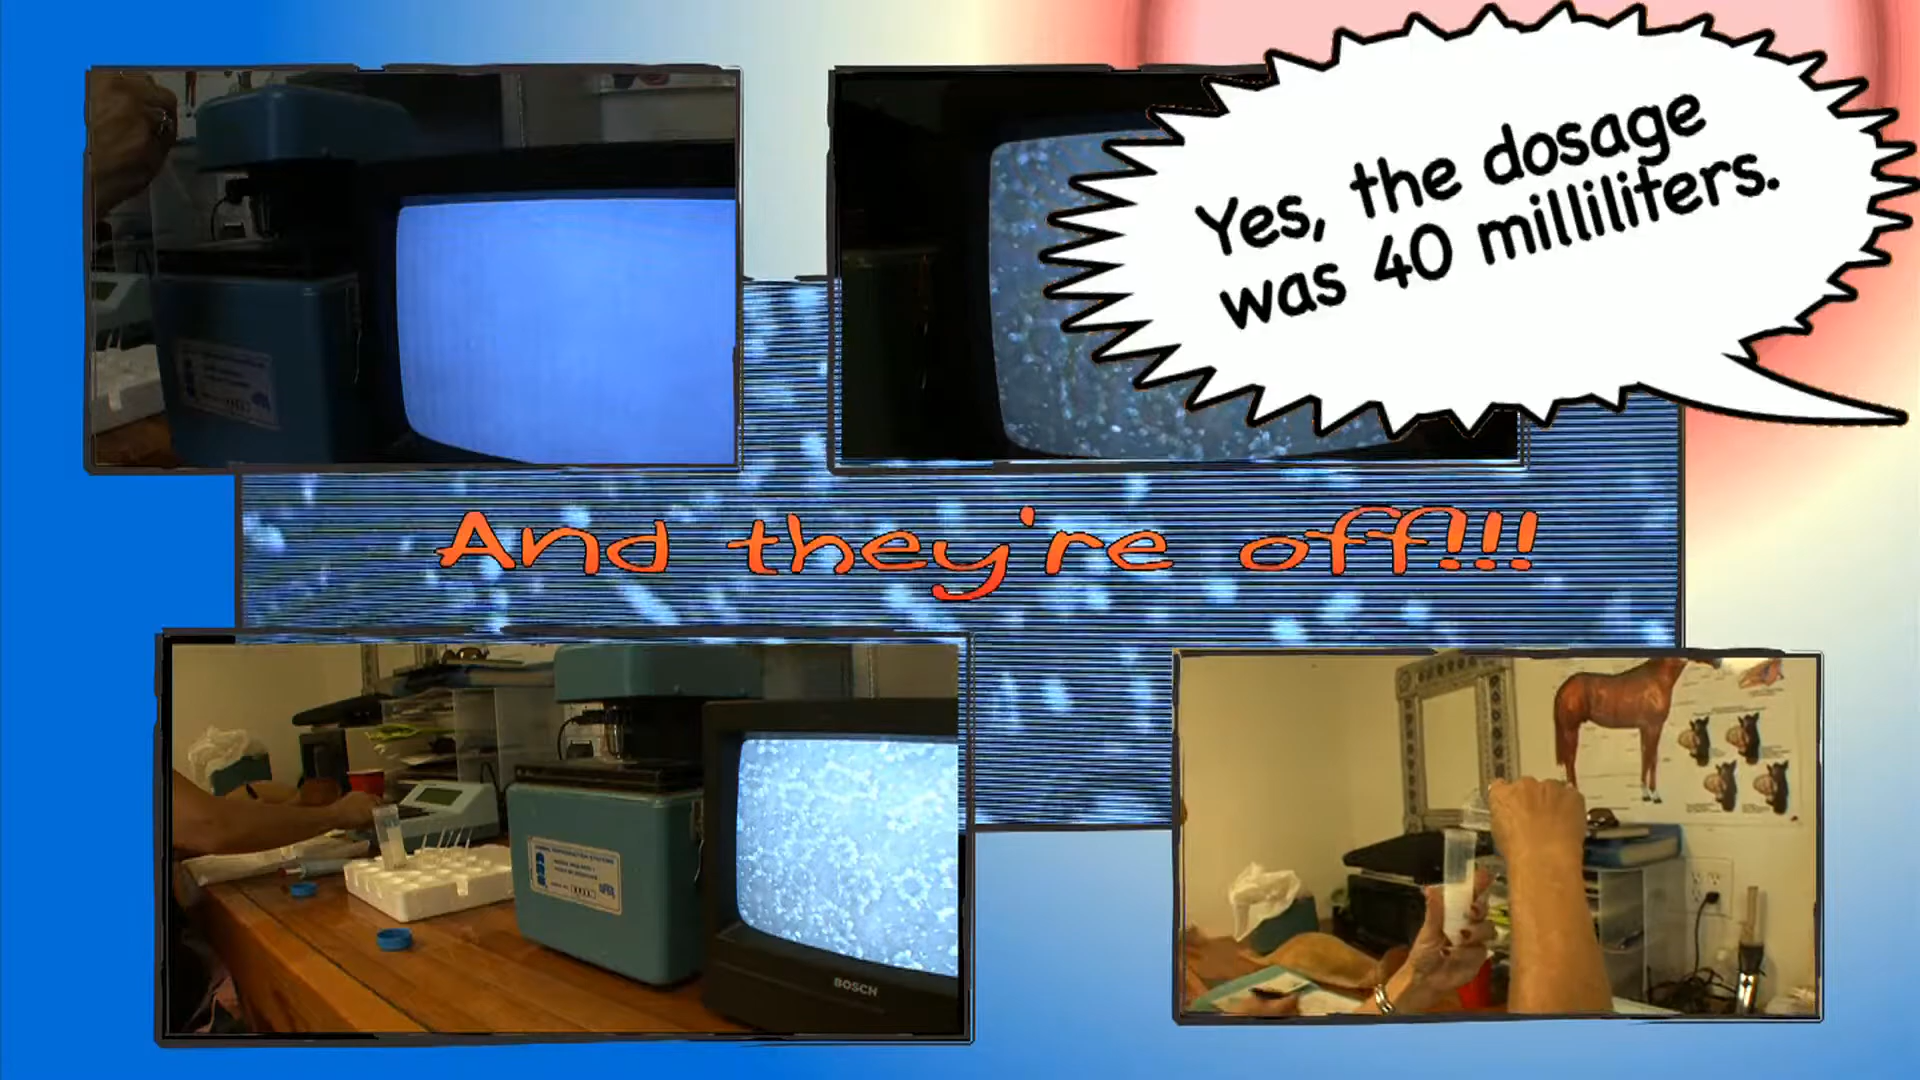 Yes, the dosage
was 40 milliliters.
And they're off!!!
BOSCH